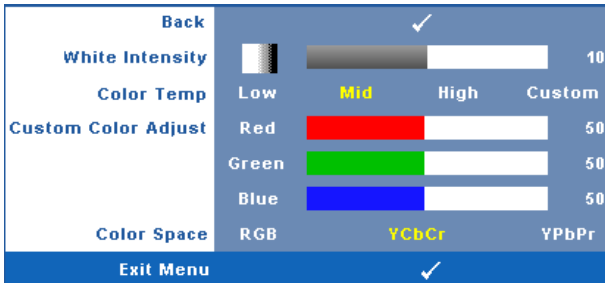 Back
White Intensity 10
Color Temp Low Mid High Custom
Custom Color Adjust Red 50
Green 50
Blue 50
Color Space RGB YCbCr YPbPr
Exit Menu